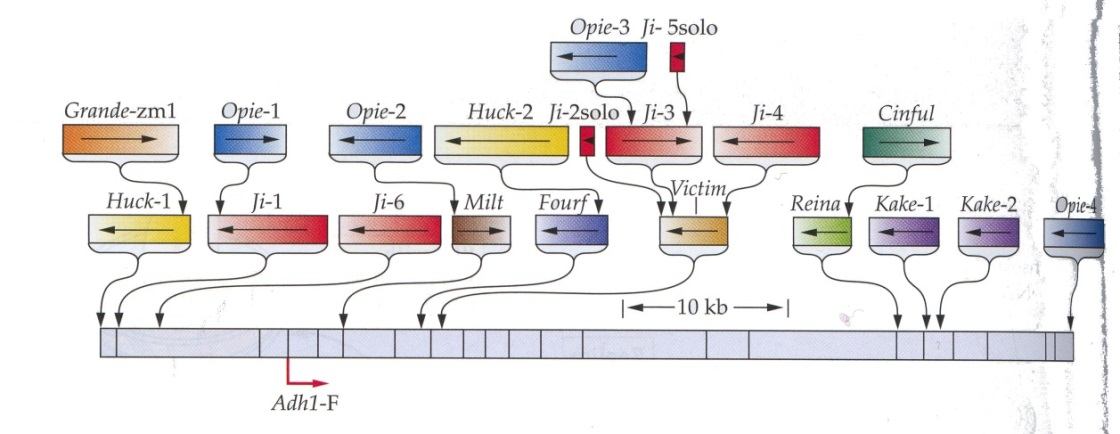 Opie-3 Ji- 5solo
Grande-zm1 Opie-1 Opie-2 Huck-2 Ji-2solo Ji-3 Ji-4 Cinful
Huck-1 Ji-1 Ji-6 Milt Fourf Victim Reina Kake-1 Kake-2 Opie-4
10 kb
Adh1-F